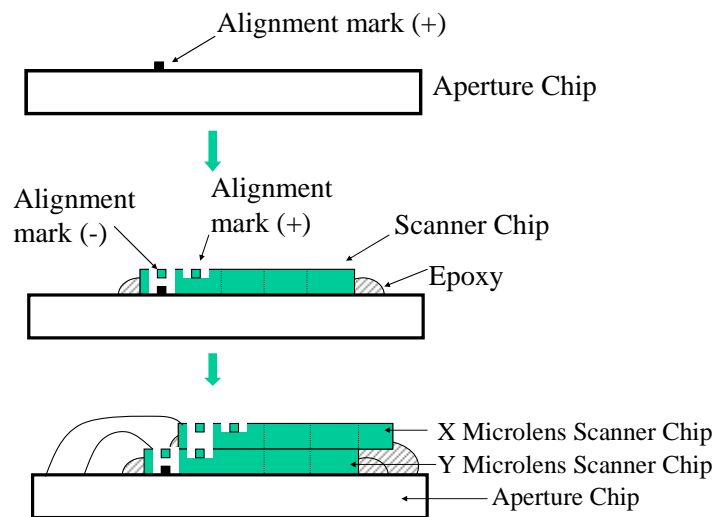 Alignment mark (+)
Aperture Chip
Alignment
mark (-)
Alignment
mark (+)
Scanner Chip
Epoxy
X Microlens Scanner Chip
Y Microlens Scanner Chip
Aperture Chip